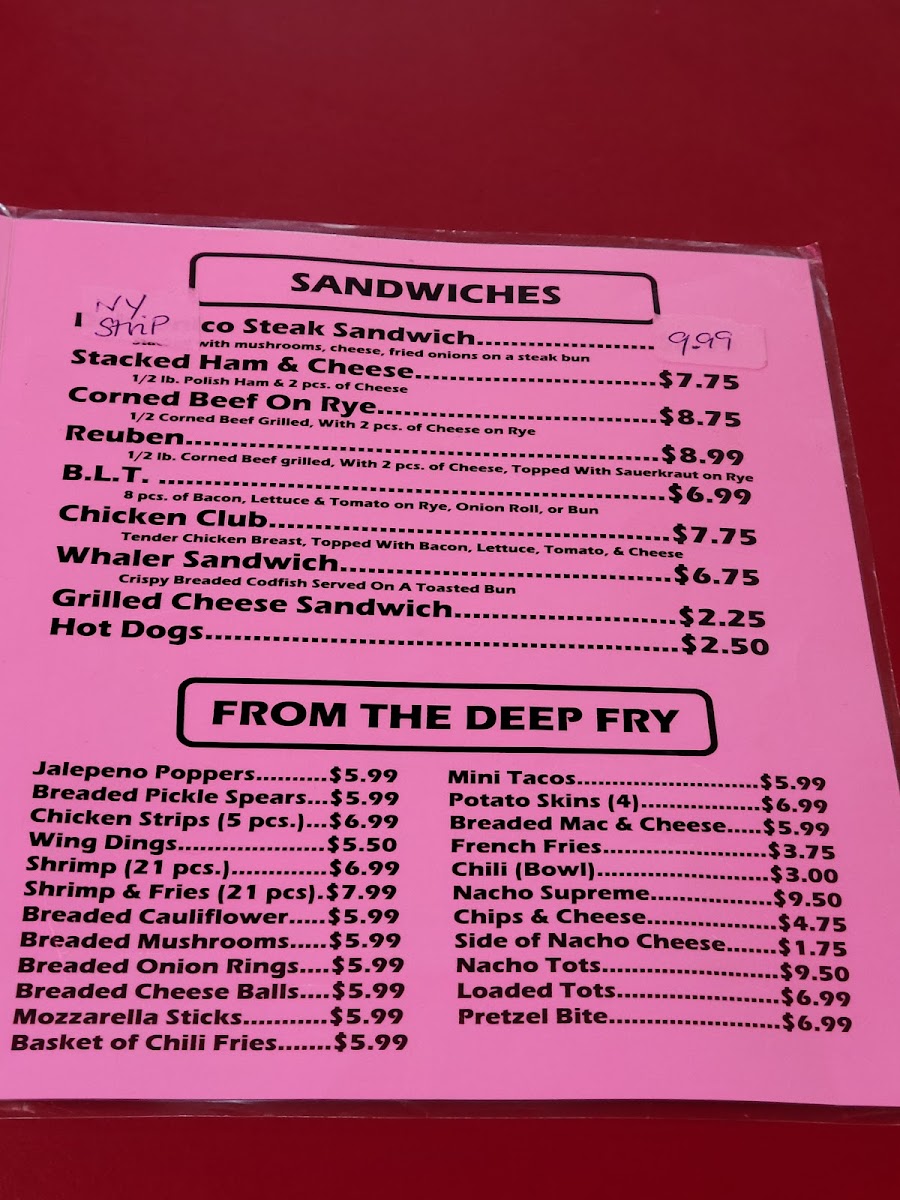 SANDWICHES
NY
Strip
co Steak Sandwich.......................... 9.99
with mushrooms, cheese, fried onions on a steak bun
Stacked Ham & Cheese..................................$7.75
1/2 lb. Polish Ham & 2 pcs. of Cheese
Corned Beef On Rye.......................................$8.75
1/2 Corned Beef Grilled, With 2 pcs. of Cheese on Rye
Reuben...................................................................$8.99
1/2 lb. Corned Beef grilled, With 2 pcs. of Cheese, Topped With Sauerkraut on Rye
B.L.T. .......................................................................$6.99
8 pcs. of Bacon, Lettuce & Tomato on Rye, Onion Roll, or Bun
Chicken Club.........................................................$7.75
Tender Chicken Breast, Topped With Bacon, Lettuce, Tomato, & Cheese
Whaler Sandwich...............................................$6.75
Crispy Breaded Codfish Served On A Toasted Bun
Grilled Cheese Sandwich................................$2.25
Hot Dogs...................................................................$2.50
FROM THE DEEP FRY
Jalepeno Poppers..........$5.99
Breaded Pickle Spears...$5.99
Chicken Strips (5 pcs.)...$6.99
Wing Dings.....................$5.50
Shrimp (21 pcs.)..............$6.99
Shrimp & Fries (21 pcs).$7.99
Breaded Cauliflower.....$5.99
Breaded Mushrooms.....$5.99
Breaded Onion Rings....$5.99
Breaded Cheese Balls....$5.99
Mozzarella Sticks............$5.99
Basket of Chili Fries.......$5.99
Mini Tacos..........................$5.99
Potato Skins (4).................$6.99
Breaded Mac & Cheese.....$5.99
French Fries.......................$3.75
Chili (Bowl)........................$3.00
Nacho Supreme.................$9.50
Chips & Cheese..................$4.75
Side of Nacho Cheese.......$1.75
Nacho Tots.........................$9.50
Loaded Tots.......................$6.99
Pretzel Bite.........................$6.99